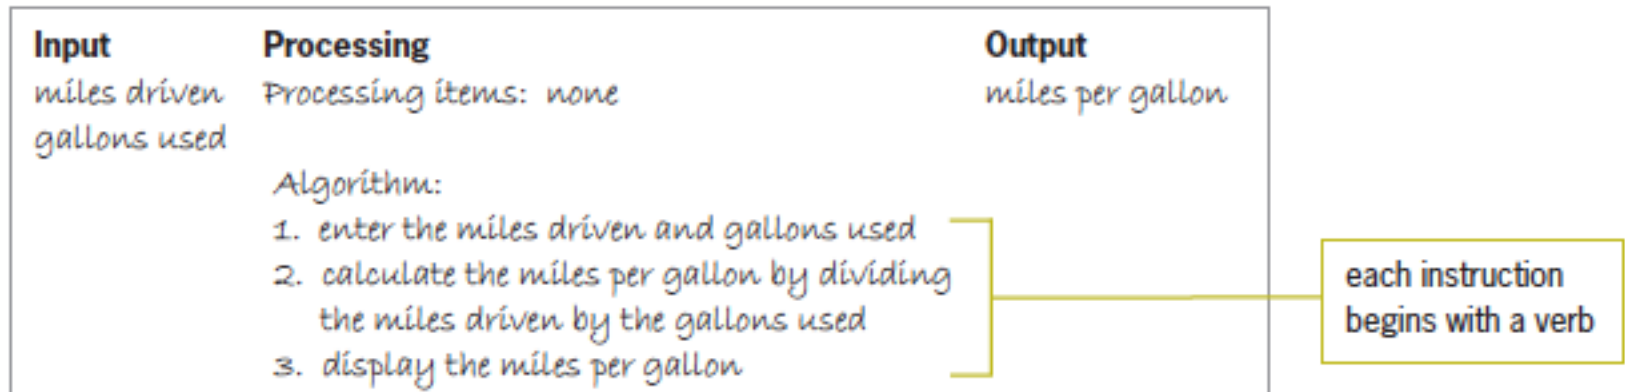 Input Processing Output
miles driven Processing items: none miles per gallon
gallons used
Algorithm:
1. enter the miles driven and gallons used
2. calculate the miles per gallon by dividing
the miles driven by the gallons used
3. display the miles per gallon
each instruction
begins with a verb